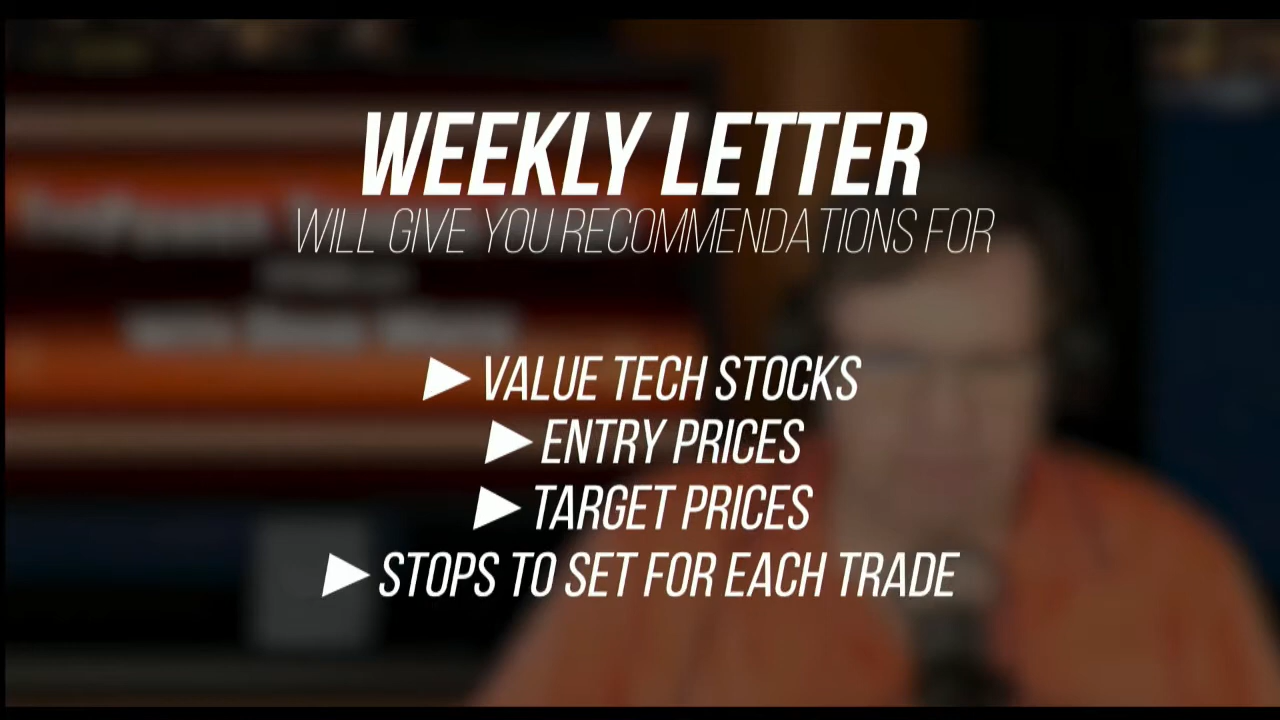 WEEKLY LETTER
WILL GIVE YOU RECOMMENDATIONS FOR
▶ VALUE TECH STOCKS
▶ ENTRY PRICES
▶ TARGET PRICES
▶ STOPS TO SET FOR EACH TRADE